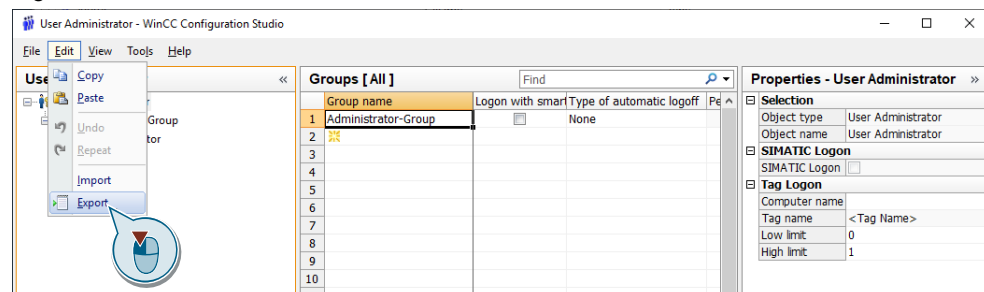 User Administrator - WinCC Configuration Studio
File Edit View Tools Help
Use
«
Copy
Paste
Undo
Repeat
Import
Export
Group
tor
Groups [ All ]
Find
Group name Logon with smart Type of automatic logoff Pe
1 Administrator-Group None
2
3
4
5
6
7
8
9
10
Properties - User Administrator »
Selection
Object type User Administrator
Object name User Administrator
SIMATIC Logon
SIMATIC Logon
Tag Logon
Computer name
Tag name <Tag Name>
Low limit 0
High limit 1